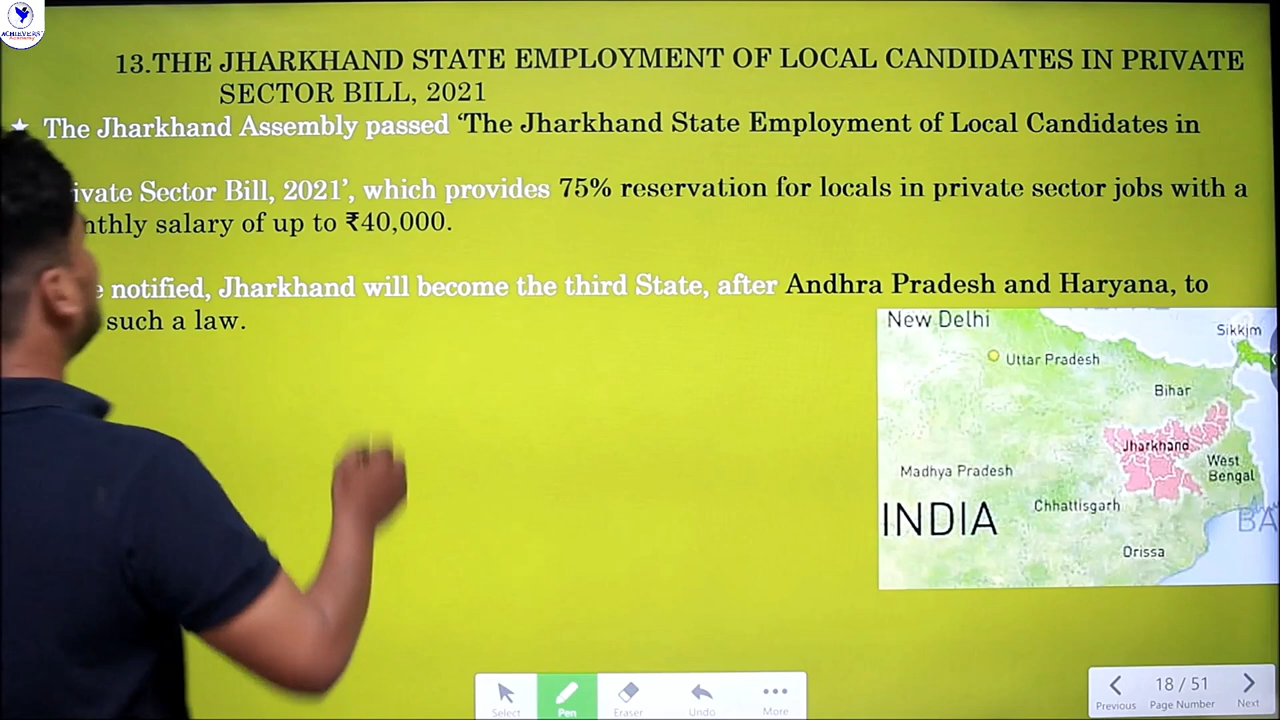 ACHIEVERS'
Academy
13.THE JHARKHAND STATE EMPLOYMENT OF LOCAL CANDIDATES IN PRIVATE
SECTOR BILL, 2021
The Jharkhand Assembly passed ‘The Jharkhand State Employment of Local Candidates in
ivate Sector Bill, 2021’, which provides 75% reservation for locals in private sector jobs with a
nthly salary of up to ₹40,000.
e notified, Jharkhand will become the third State, after Andhra Pradesh and Haryana, to
such a law.
New Delhi
Sikkim
Uttar Pradesh
Bihar
Jharkhand
West
Bengal
Madhya Pradesh
Chhattisgarh
INDIA
BA
Orissa
Select
Pen
Eraser
Undo
More
18 / 51
Previous
Page Number
Next